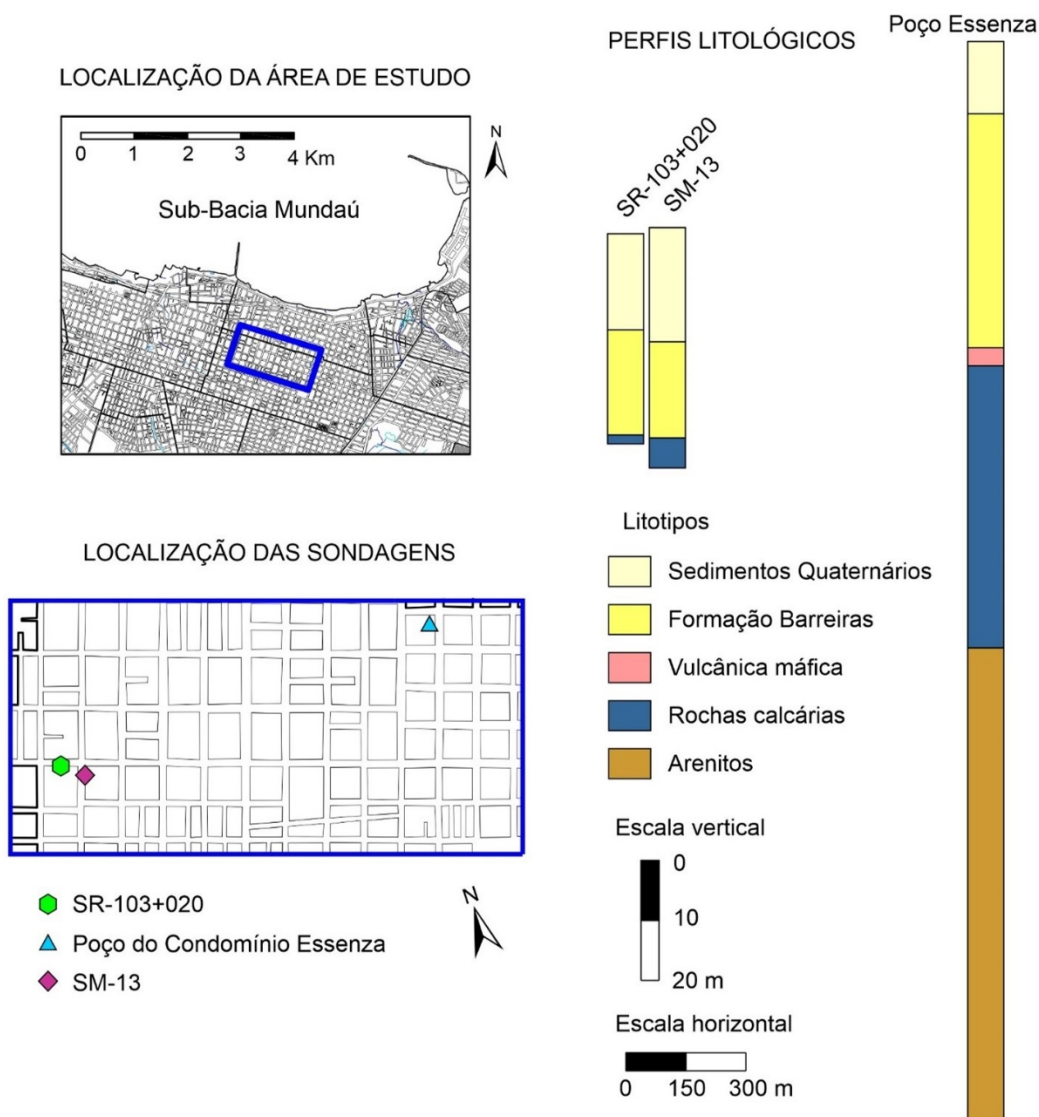 LOCALIZAÇÃO DA ÁREA DE ESTUDO
0 1 2 3 4 Km
N
Sub-Bacia Mundaú
LOCALIZAÇÃO DAS SONDAGENS
SR-103+020
Poço do Condomínio Essenza
SM-13
N
PERFIS LITOLÓGICOS
Poço Essenza
SR-103+020
SM-13
Litotipos
Sedimentos Quaternários
Formação Barreiras
Vulcânica máfica
Rochas calcárias
Arenitos
Escala vertical
0
10
20 m
Escala horizontal
0 150 300 m